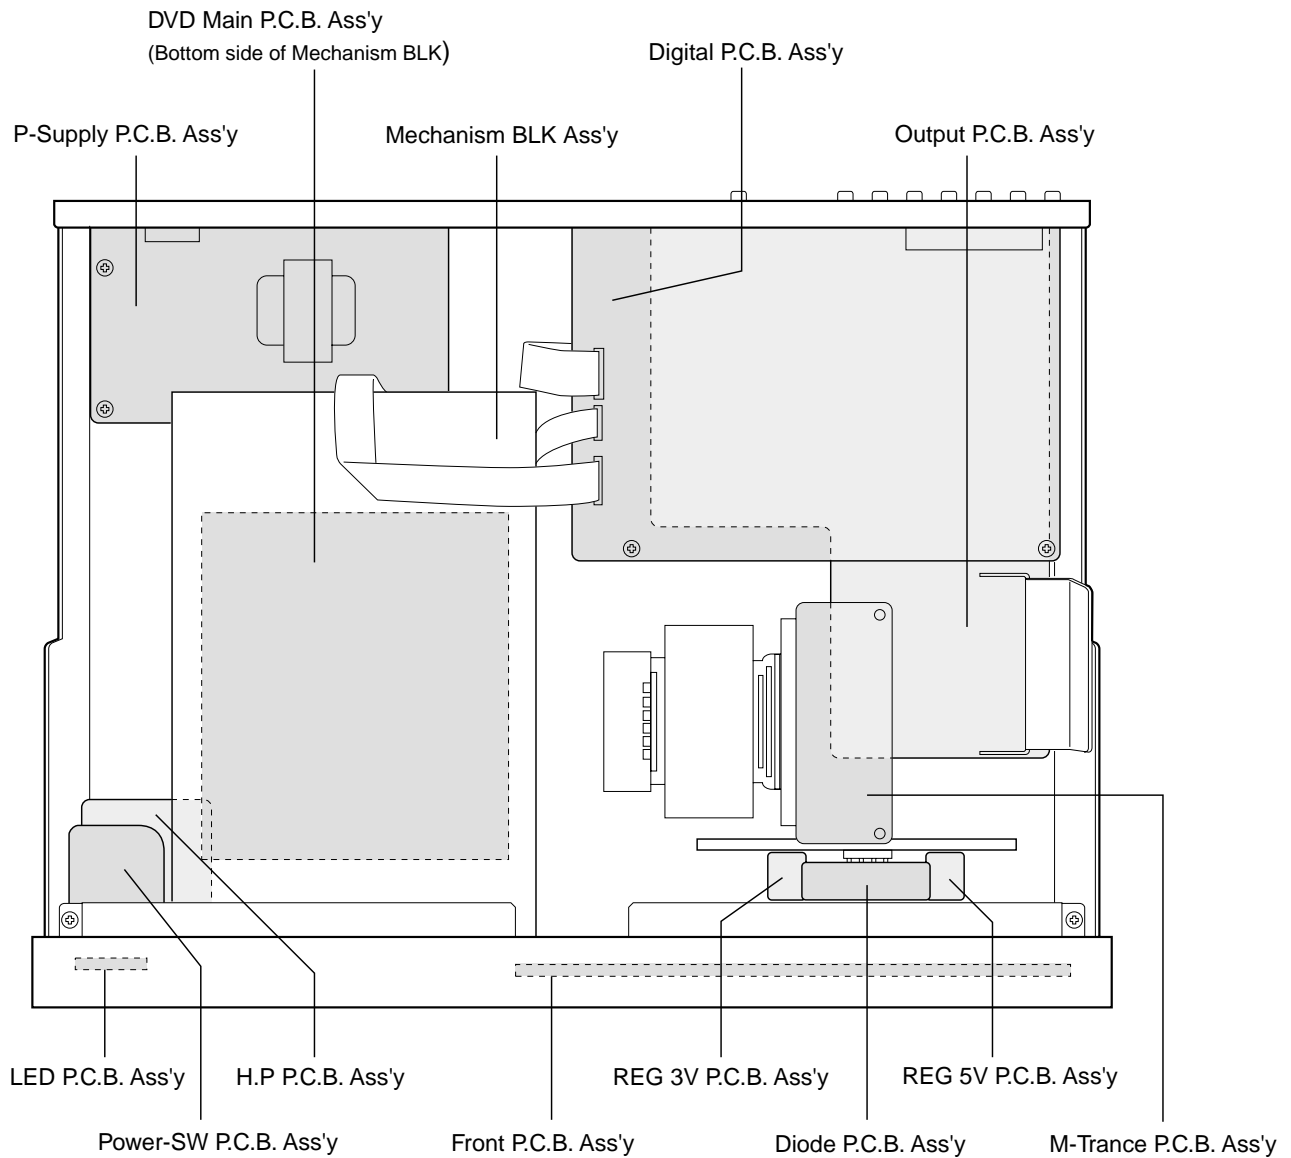 DVD Main P.C.B. Ass'y
(Bottom side of Mechanism BLK)
Digital P.C.B. Ass'y
P-Supply P.C.B. Ass'y
Mechanism BLK Ass'y
Output P.C.B. Ass'y
LED P.C.B. Ass'y
H.P P.C.B. Ass'y
REG 3V P.C.B. Ass'y
REG 5V P.C.B. Ass'y
Power-SW P.C.B. Ass'y
Front P.C.B. Ass'y
Diode P.C.B. Ass'y
M-Trance P.C.B. Ass'y